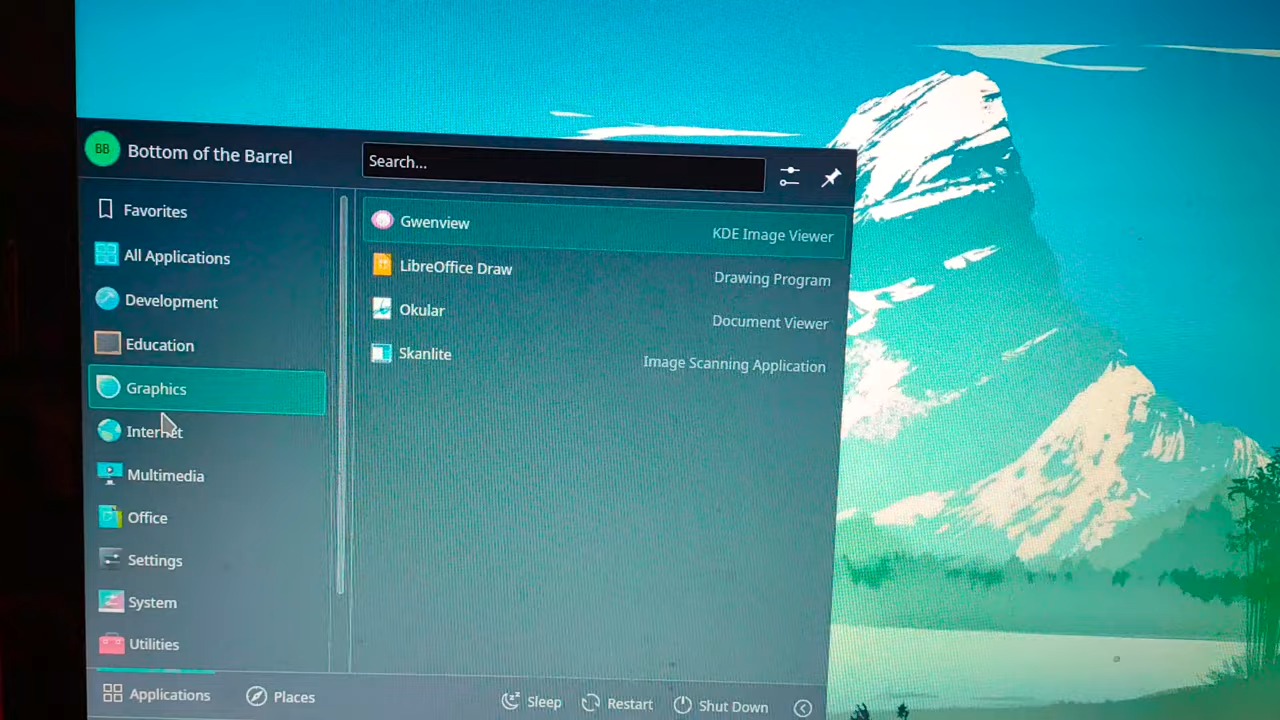 BB Bottom of the Barrel
Search...
Favorites
All Applications
Development
Education
Graphics
Internet
Multimedia
Office
Settings
System
Utilities
Gwenview KDE Image Viewer
LibreOffice Draw Drawing Program
Okular Document Viewer
Skanlite Image Scanning Application
Applications Places Sleep Restart Shut Down